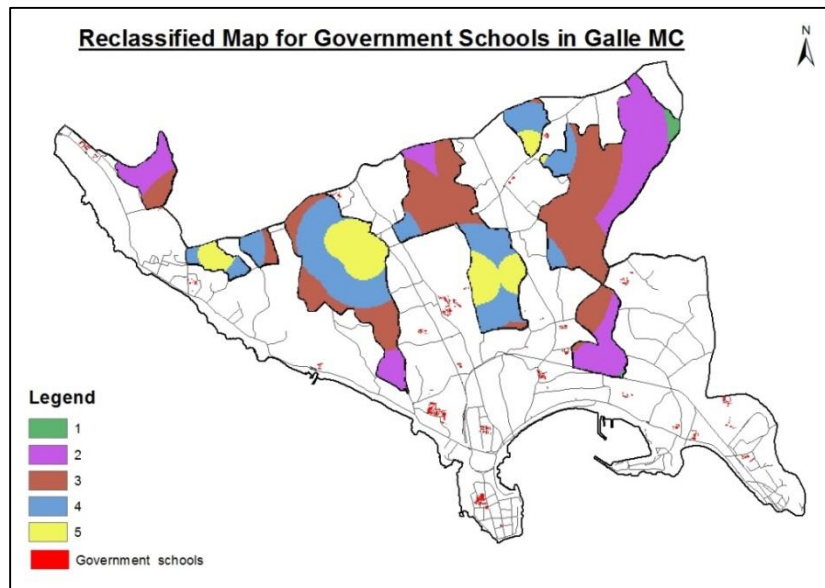 Reclassified Map for Government Schools in Galle MC
N
Legend
1
2
3
4
5
Government schools